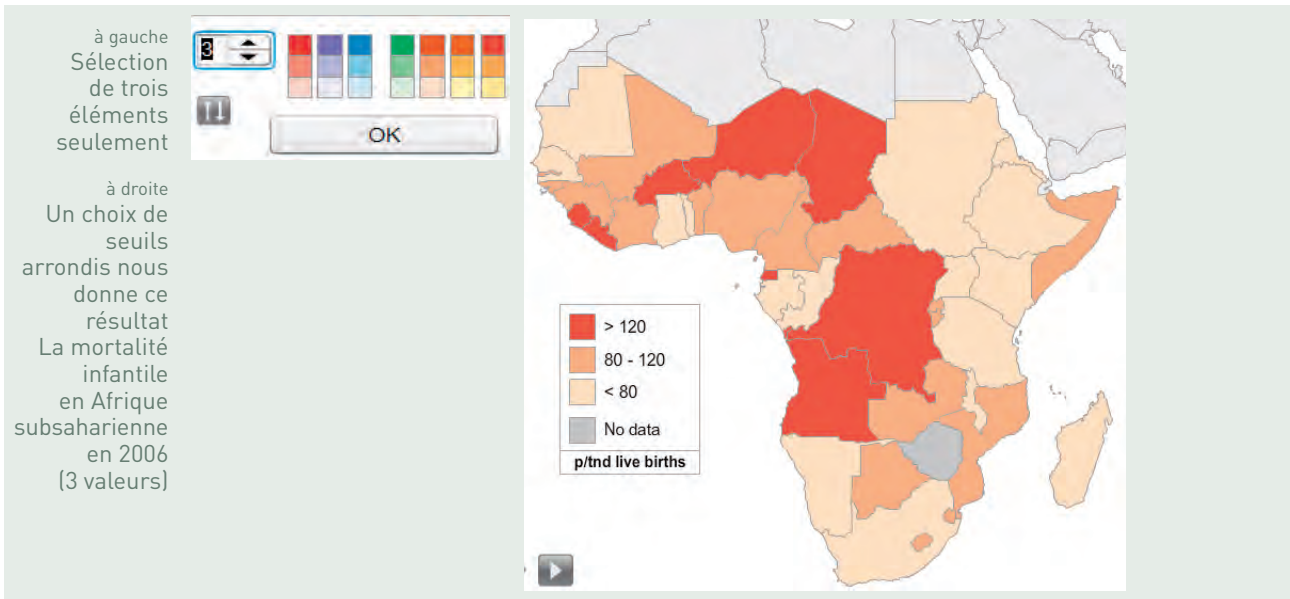 à gauche
Sélection
de trois
éléments
seulement
à droite
Un choix de
seuils
arrondis nous
donne ce
résultat
La mortalité
infantile
en Afrique
subsaharienne
en 2006
(3 valeurs)
3
OK
> 120
80 - 120
< 80
No data
p/tnd live births